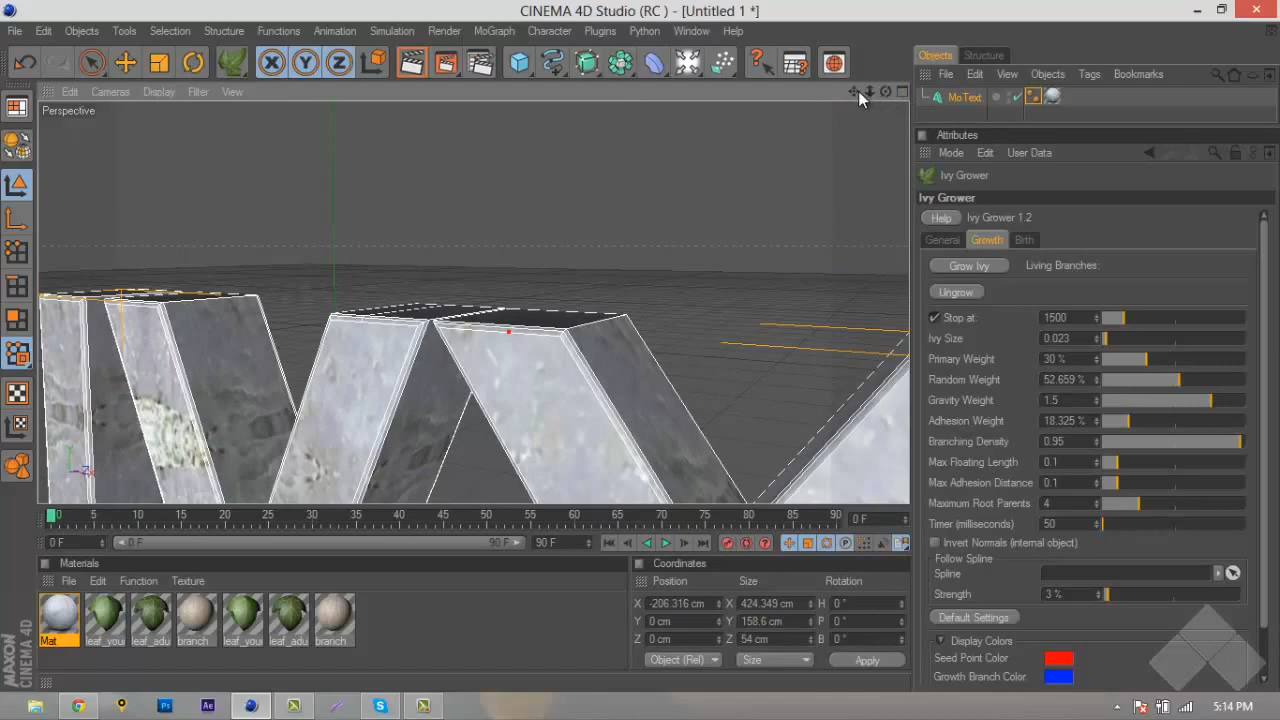 CINEMA 4D Studio (RC ) - [Untitled 1 *]
File Edit Objects Tools Selection Structure Functions Animation Simulation Render MoGraph Character Plugins Python Window Help
Objects Structure
File Edit View Objects Tags Bookmarks
MoText
Edit Cameras Display Filter View
Perspective
Attributes
Mode Edit User Data
Ivy Grower
Ivy Grower
Help Ivy Grower 1.2
General Growth Birth
Grow Ivy Living Branches:
Ungrow
Stop at: 1500
Ivy Size 0.023
Primary Weight 30 %
Random Weight 52.659 %
Gravity Weight 1.5
Adhesion Weight 18.325 %
Branching Density 0.95
Max Floating Length 0.1
Max Adhesion Distance 0.1
Maximum Root Parents 4
Timer (milliseconds) 50
Invert Normals (internal object)
Follow Spline
Spline
Strength 3 %
Default Settings
Display Colors
Seed Point Color
Growth Branch Color
0 5 10 15 20 25 30 35 40 45 50 55 60 65 70 75 80 85 90 0 F
0 F 0 F 90 F 90 F
Materials
File Edit Function Texture
Mat leaf_you leaf_adu branch leaf_you leaf_adu branch
Coordinates
Position Size Rotation
X -206.316 cm X 424.349 cm H 0 °
Y 0 cm Y 158.6 cm P 0 °
Z 0 cm Z 54 cm B 0 °
Object (Rel) Size Apply
MAXON CINEMA 4D
5:14 PM